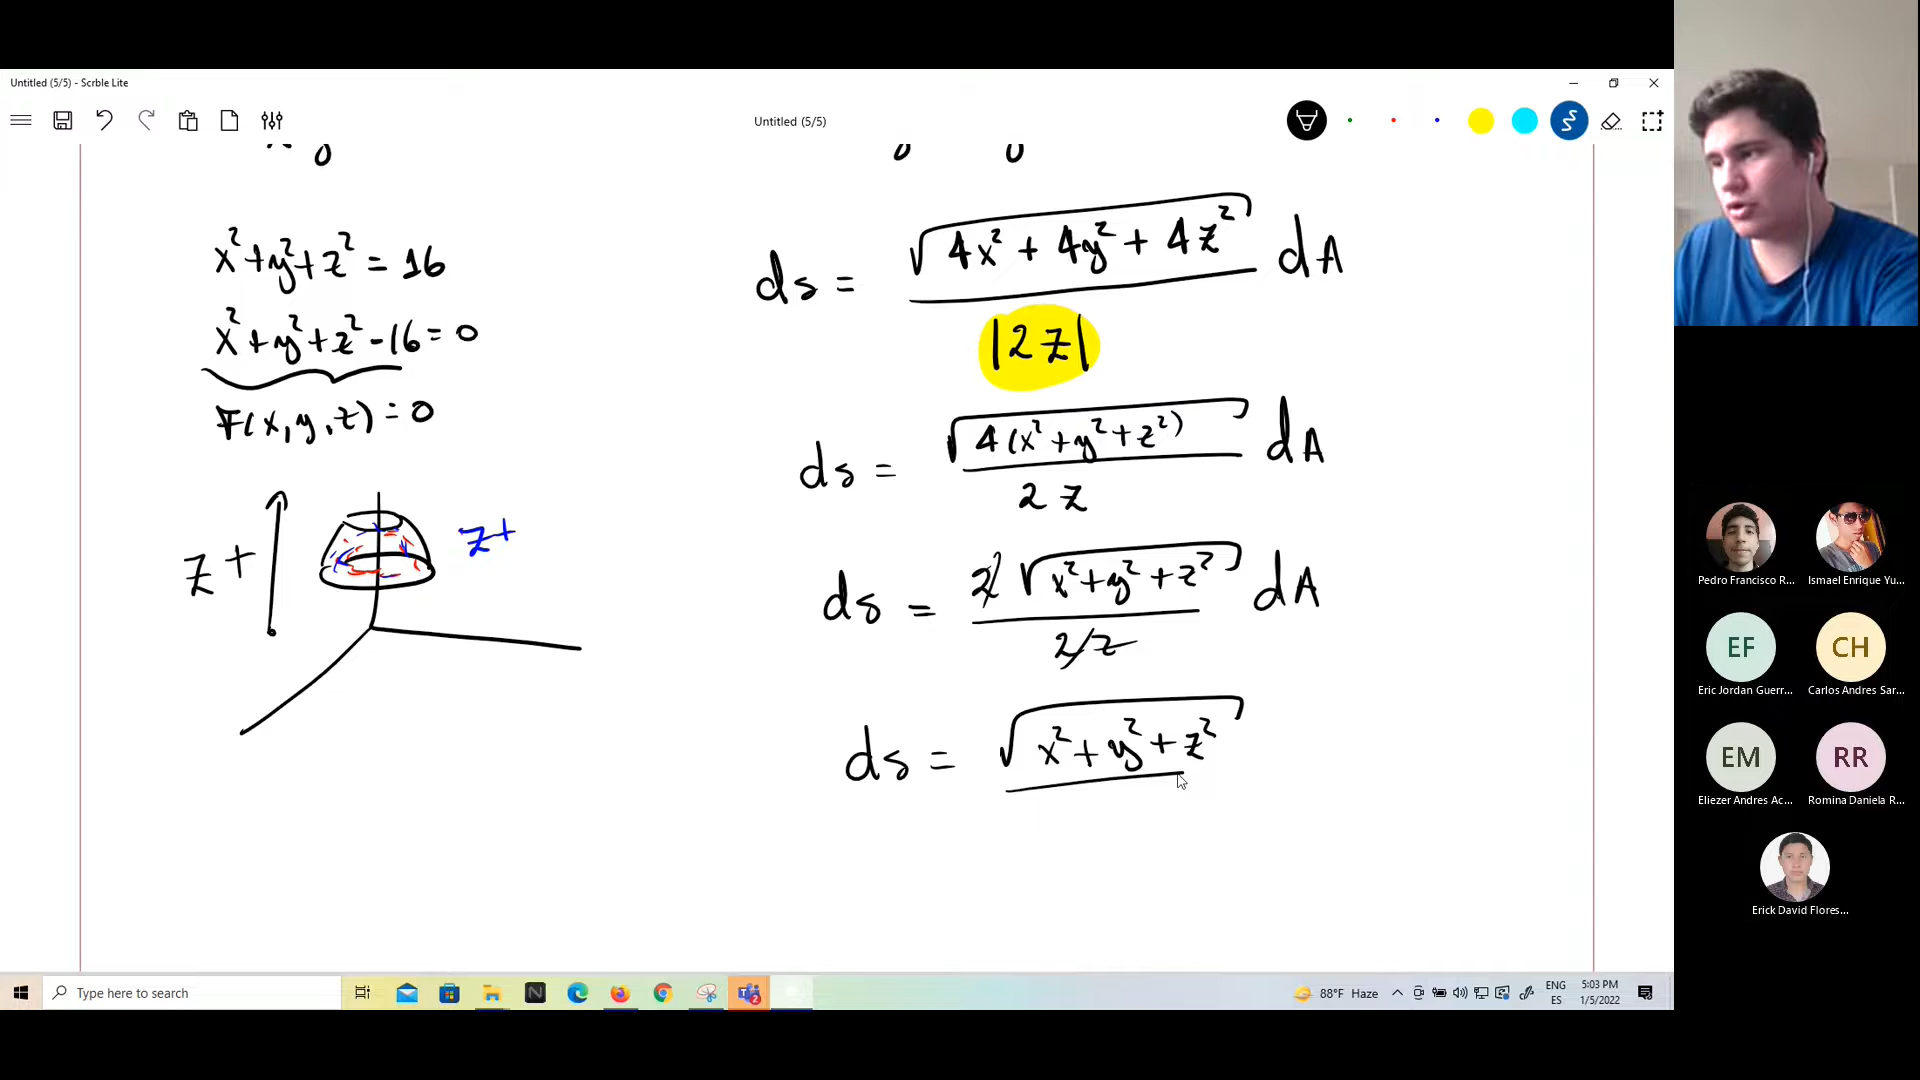 Untitled (5/5) - Scrble Lite
Untitled (5/5)
x² + y² + z² = 16
x² + y² + z² - 16 = 0
F(x, y, z) = 0
z+
z+
ds = √4x² + 4y² + 4z² dA
|2z|
ds = √4(x² + y² + z²) dA
2z
ds = 2√x² + y² + z² dA
2z
ds = √x² + y² + z²
Pedro Francisco R...
Ismael Enrique Yu...
EF
CH
Eric Jordan Guerr...
Carlos Andres Sar...
EM
RR
Eliezer Andres Ac...
Romina Daniela R...
Erick David Flores...
Type here to search
88°F Haze
ENG
ES
5:03 PM
1/5/2022